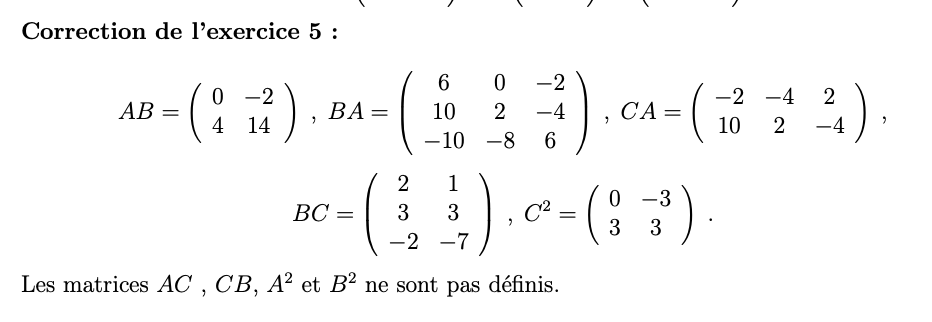 Correction de l'exercice 5 :
AB = \begin{pmatrix} 0 & -2 \\ 4 & 14 \end{pmatrix} , BA = \begin{pmatrix} 6 & 0 & -2 \\ 10 & 2 & -4 \\ -10 & -8 & 6 \end{pmatrix} , CA = \begin{pmatrix} -2 & -4 & 2 \\ 10 & 2 & -4 \end{pmatrix} ,
BC = \begin{pmatrix} 2 & 1 \\ 3 & 3 \\ -2 & -7 \end{pmatrix} , C² = \begin{pmatrix} 0 & -3 \\ 3 & 3 \end{pmatrix} .
Les matrices AC , CB, A² et B² ne sont pas définis.